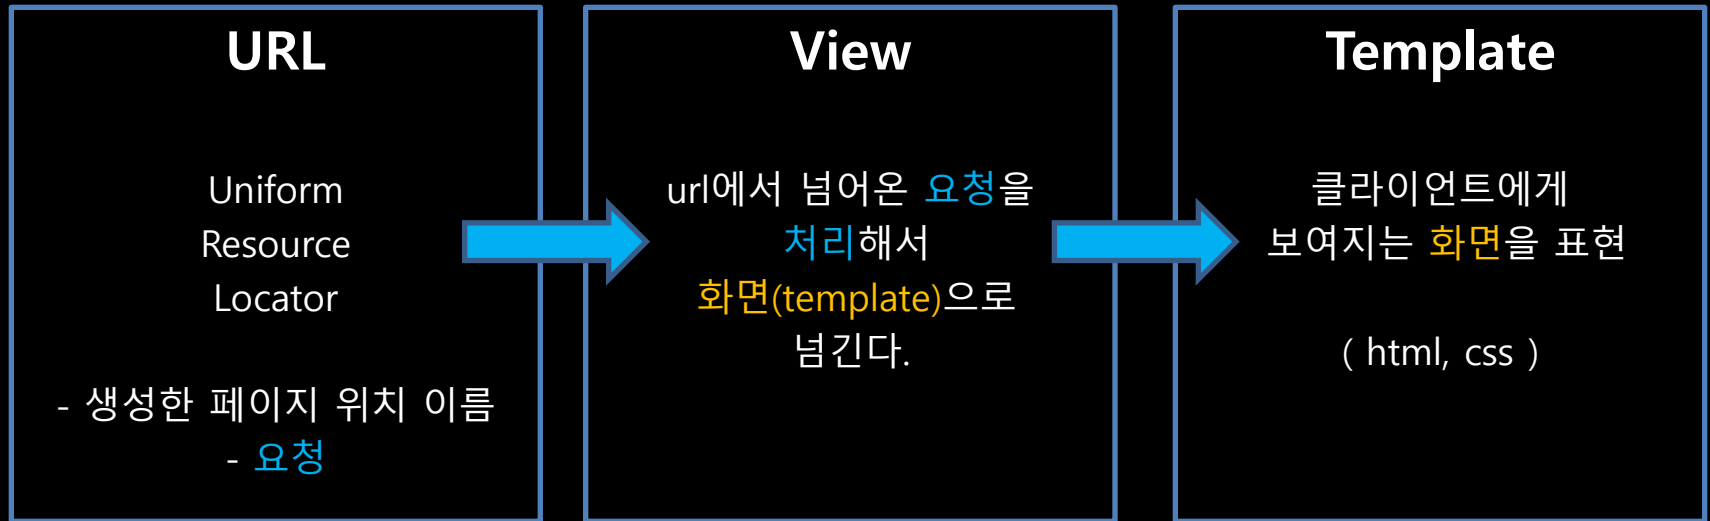 URL
Uniform
Resource
Locator
- 생성한 페이지 위치 이름
- 요청
View
url에서 넘어온 요청을
처리해서
화면(template)으로
넘긴다.
Template
클라이언트에게
보여지는 화면을 표현
( html, css )